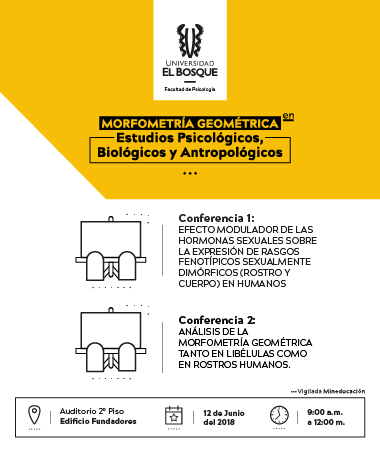 UNIVERSIDAD
EL BOSQUE
Facultad de Psicología
MORFOMETRÍA GEOMÉTRICA en
Estudios Psicológicos,
Biológicos y Antropológicos
Conferencia 1:
EFECTO MODULADOR DE LAS
HORMONAS SEXUALES SOBRE
LA EXPRESIÓN DE RASGOS
FENOTÍPICOS SEXUALMENTE
DIMÓRFICOS (ROSTRO Y
CUERPO) EN HUMANOS
Conferencia 2:
ANÁLISIS DE LA
MORFOMETRÍA GEOMÉTRICA
TANTO EN LIBÉLULAS COMO
EN ROSTROS HUMANOS.
Vigilada Mineducación
Auditorio 2º Piso
Edificio Fundadores
12 de Junio
del 2018
9:00 a.m.
a 12:00 m.